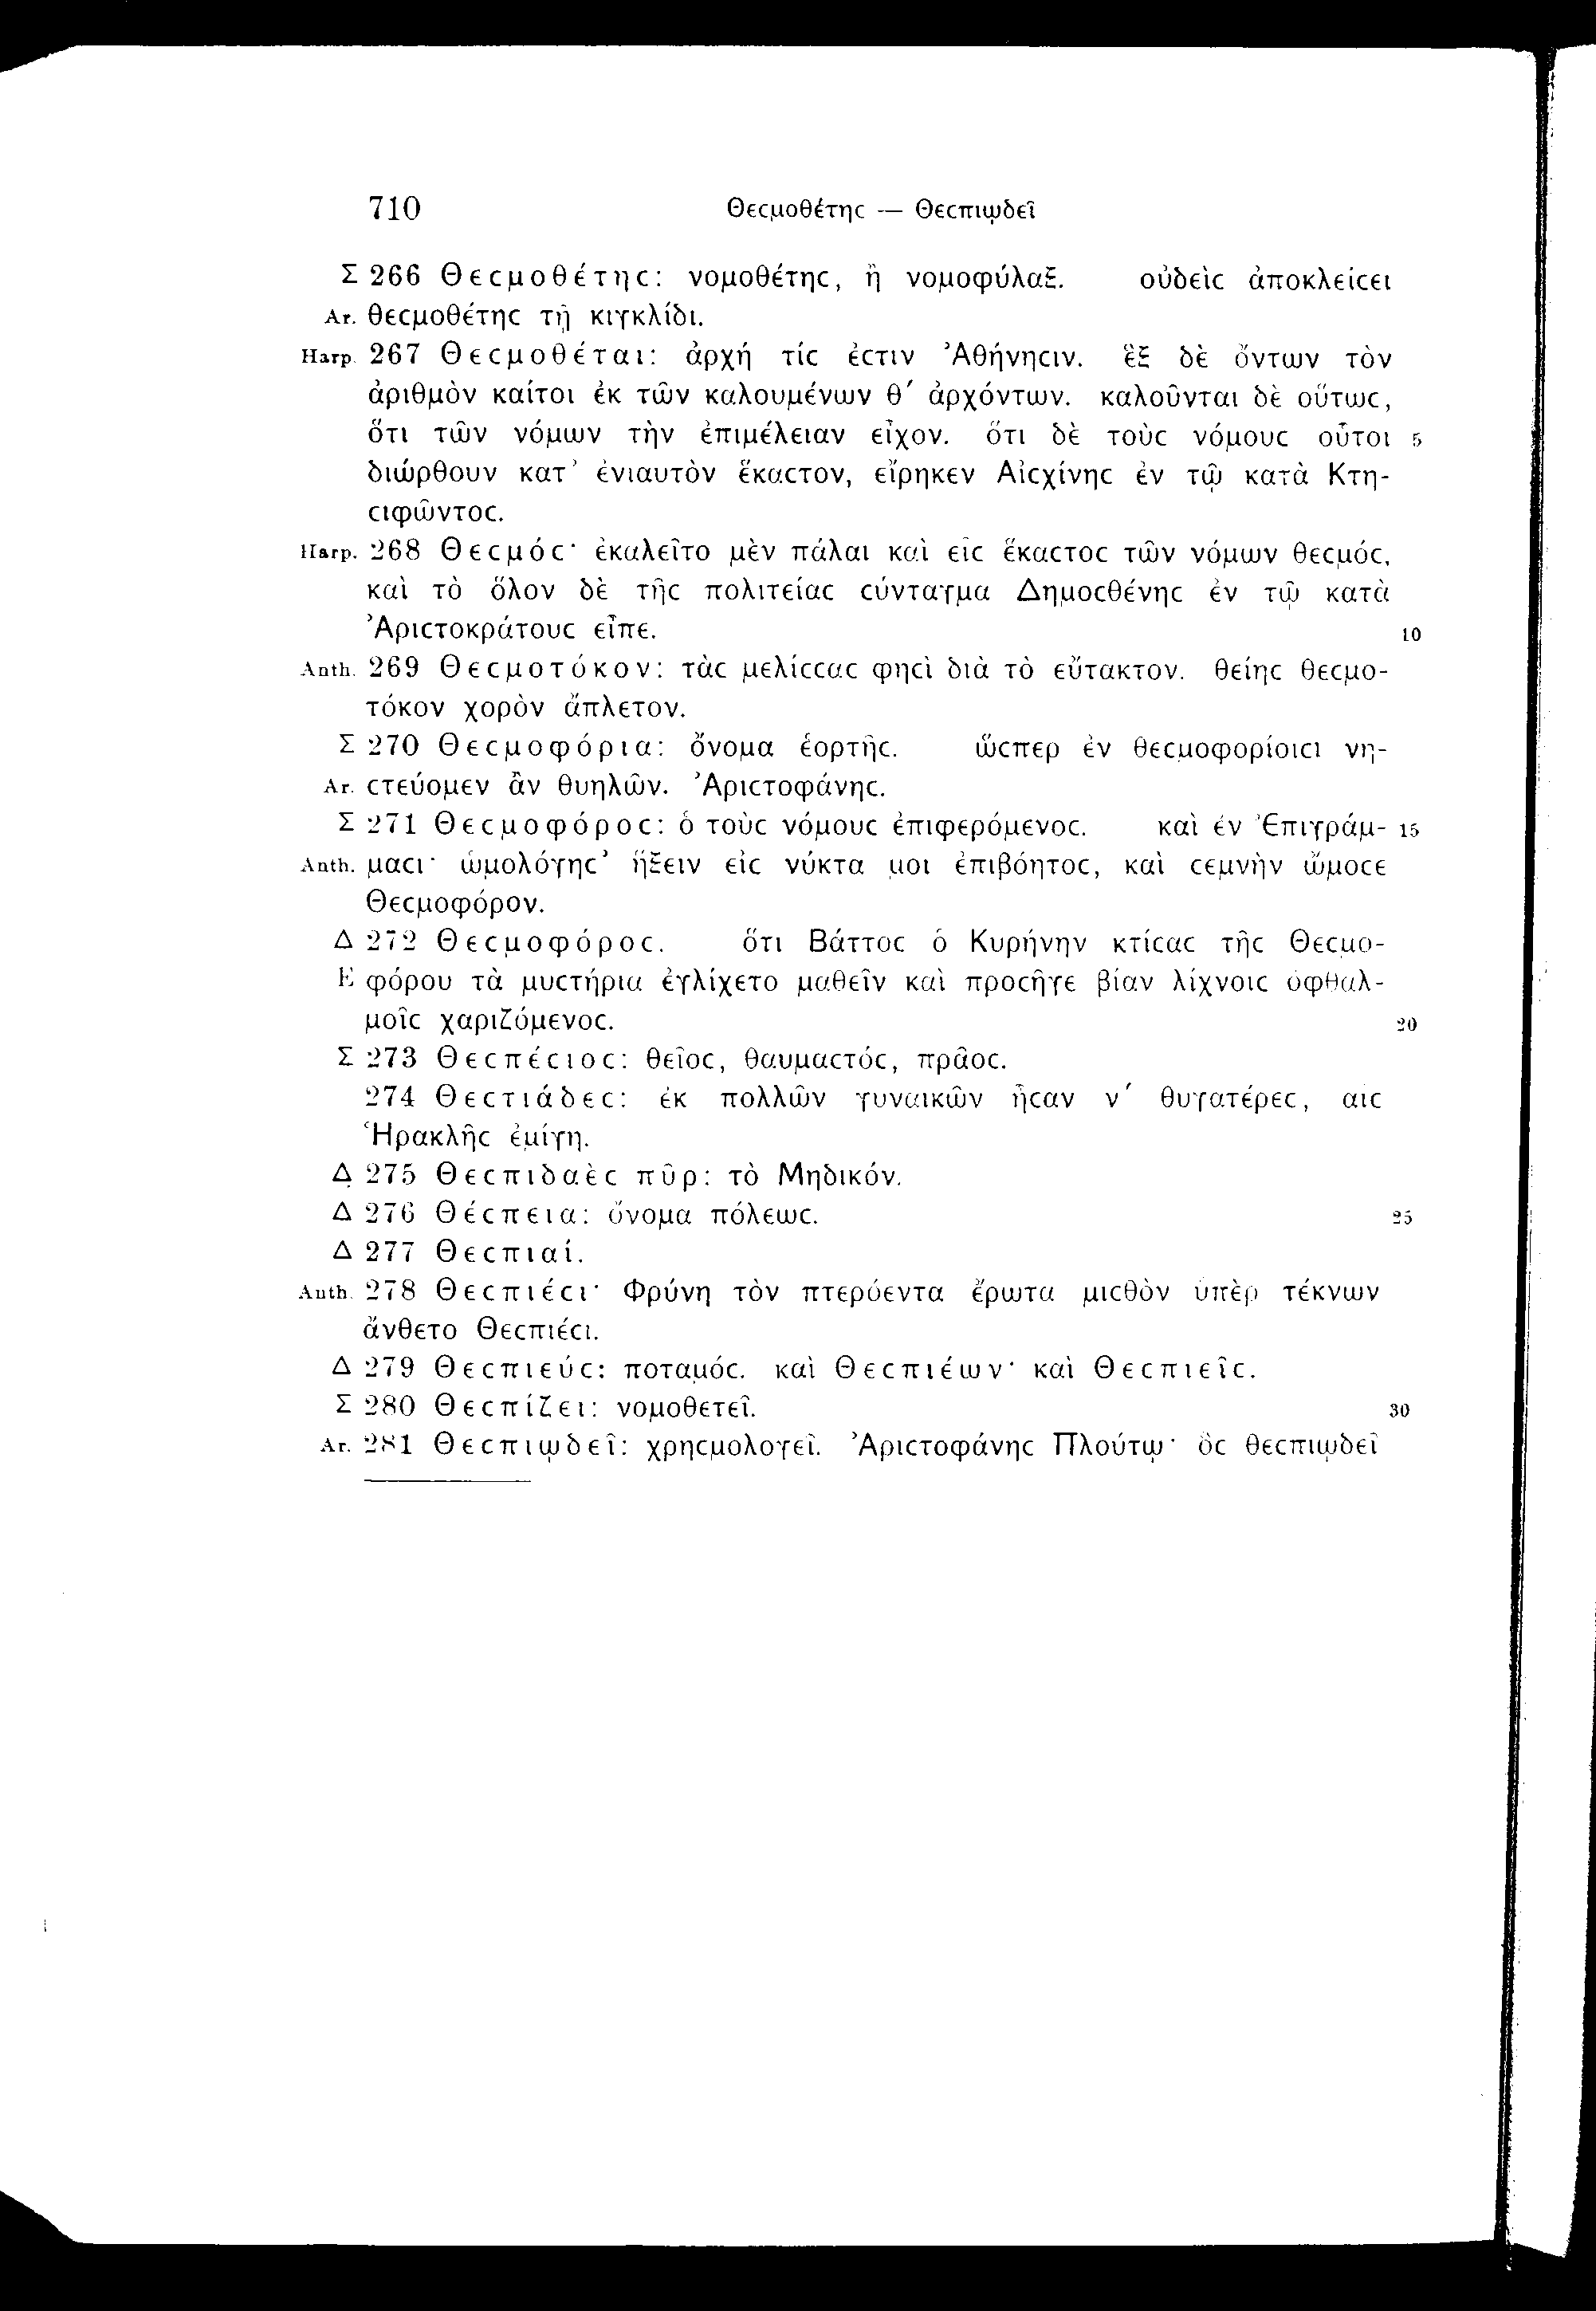 710 Θεϲμοθέτηϲ — Θεϲπιῳδεῖ
Σ 266 Θεϲμοθέτηϲ: νομοθέτηϲ, ἢ νομοφύλαξ. οὐδεὶϲ ἀποκλείϲει
Ar. θεϲμοθέτηϲ τῇ κιγκλίδι.
Harp. 267 Θεϲμοθέται: ἀρχή τίϲ ἐϲτιν Ἀθήνηϲιν. ἓξ δὲ ὄντων τὸν
ἀριθμὸν καίτοι ἐκ τῶν καλουμένων θʹ ἀρχόντων. καλοῦνται δὲ οὕτωϲ,
ὅτι τῶν νόμων τὴν ἐπιμέλειαν εἶχον. ὅτι δὲ τοὺϲ νόμουϲ οὗτοι 5
διώρθουν κατ’ ἐνιαυτὸν ἕκαϲτον, εἴρηκεν Αἰϲχίνηϲ ἐν τῷ κατὰ Κτη-
ϲιφῶντοϲ.
Harp. 268 Θεϲμόϲ· ἐκαλεῖτο μὲν πάλαι καὶ εἷϲ ἕκαϲτοϲ τῶν νόμων θεϲμόϲ,
καὶ τὸ ὅλον δὲ τῆϲ πολιτείαϲ ϲύνταγμα Δημοϲθένηϲ ἐν τῷ κατὰ
Ἀριϲτοκράτουϲ εἶπε. 10
Anth. 269 Θεϲμοτόκον: τὰϲ μελίϲϲαϲ φηϲὶ διὰ τὸ εὔτακτον. θείηϲ θεϲμο-
τόκον χορὸν ἄπλετον.
Σ 270 Θεϲμοφόρια: ὄνομα ἑορτῆϲ. ὥϲπερ ἐν θεϲμοφορίοιϲι νη-
Ar. ϲτεύομεν ἂν θυηλῶν. Ἀριϲτοφάνηϲ.
Σ 271 Θεϲμοφόροϲ: ὁ τοὺϲ νόμουϲ ἐπιφερόμενοϲ. καὶ ἐν Ἐπιγράμ- 15
Anth. μαϲι· ὡμολόγηϲ’ ἥξειν εἰϲ νύκτα μοι ἐπιβόητοϲ, καὶ ϲεμνὴν ὤμοϲε
Θεϲμοφόρον.
Δ 272 Θεϲμοφόροϲ. ὅτι Βάττοϲ ὁ Κυρήνην κτίϲαϲ τῆϲ Θεϲμο-
E φόρου τὰ μυϲτήρια ἐγλίχετο μαθεῖν καὶ προϲῆγε βίαν λίχνοιϲ ὀφθαλ-
μοῖϲ χαριζόμενοϲ. 20
Σ 273 Θεϲπέϲιοϲ: θεῖοϲ, θαυμαϲτόϲ, πρᾶοϲ.
274 Θεϲτιάδεϲ: ἐκ πολλῶν γυναικῶν ἦϲαν νʹ θυγατέρεϲ, αἷϲ
Ἡρακλῆϲ ἐμίγη.
Δ 275 Θεϲπιδαὲϲ πῦρ: τὸ Μηδικόν.
Δ 276 Θέϲπεια: ὄνομα πόλεωϲ. 25
Δ 277 Θεϲπιαί.
Anth. 278 Θεϲπιέϲι· Φρύνη τὸν πτερόεντα ἔρωτα μιϲθὸν ὑπὲρ τέκνων
ἄνθετο Θεϲπιέϲι.
Δ 279 Θεϲπιεύϲ: ποταμόϲ. καὶ Θεϲπιέων· καὶ Θεϲπιεῖϲ.
Σ 280 Θεϲπίζει: νομοθετεῖ. 30
Ar. 281 Θεϲπιῳδεῖ: χρηϲμολογεῖ. Ἀριϲτοφάνηϲ Πλούτῳ· ὃϲ θεϲπιῳδεῖ